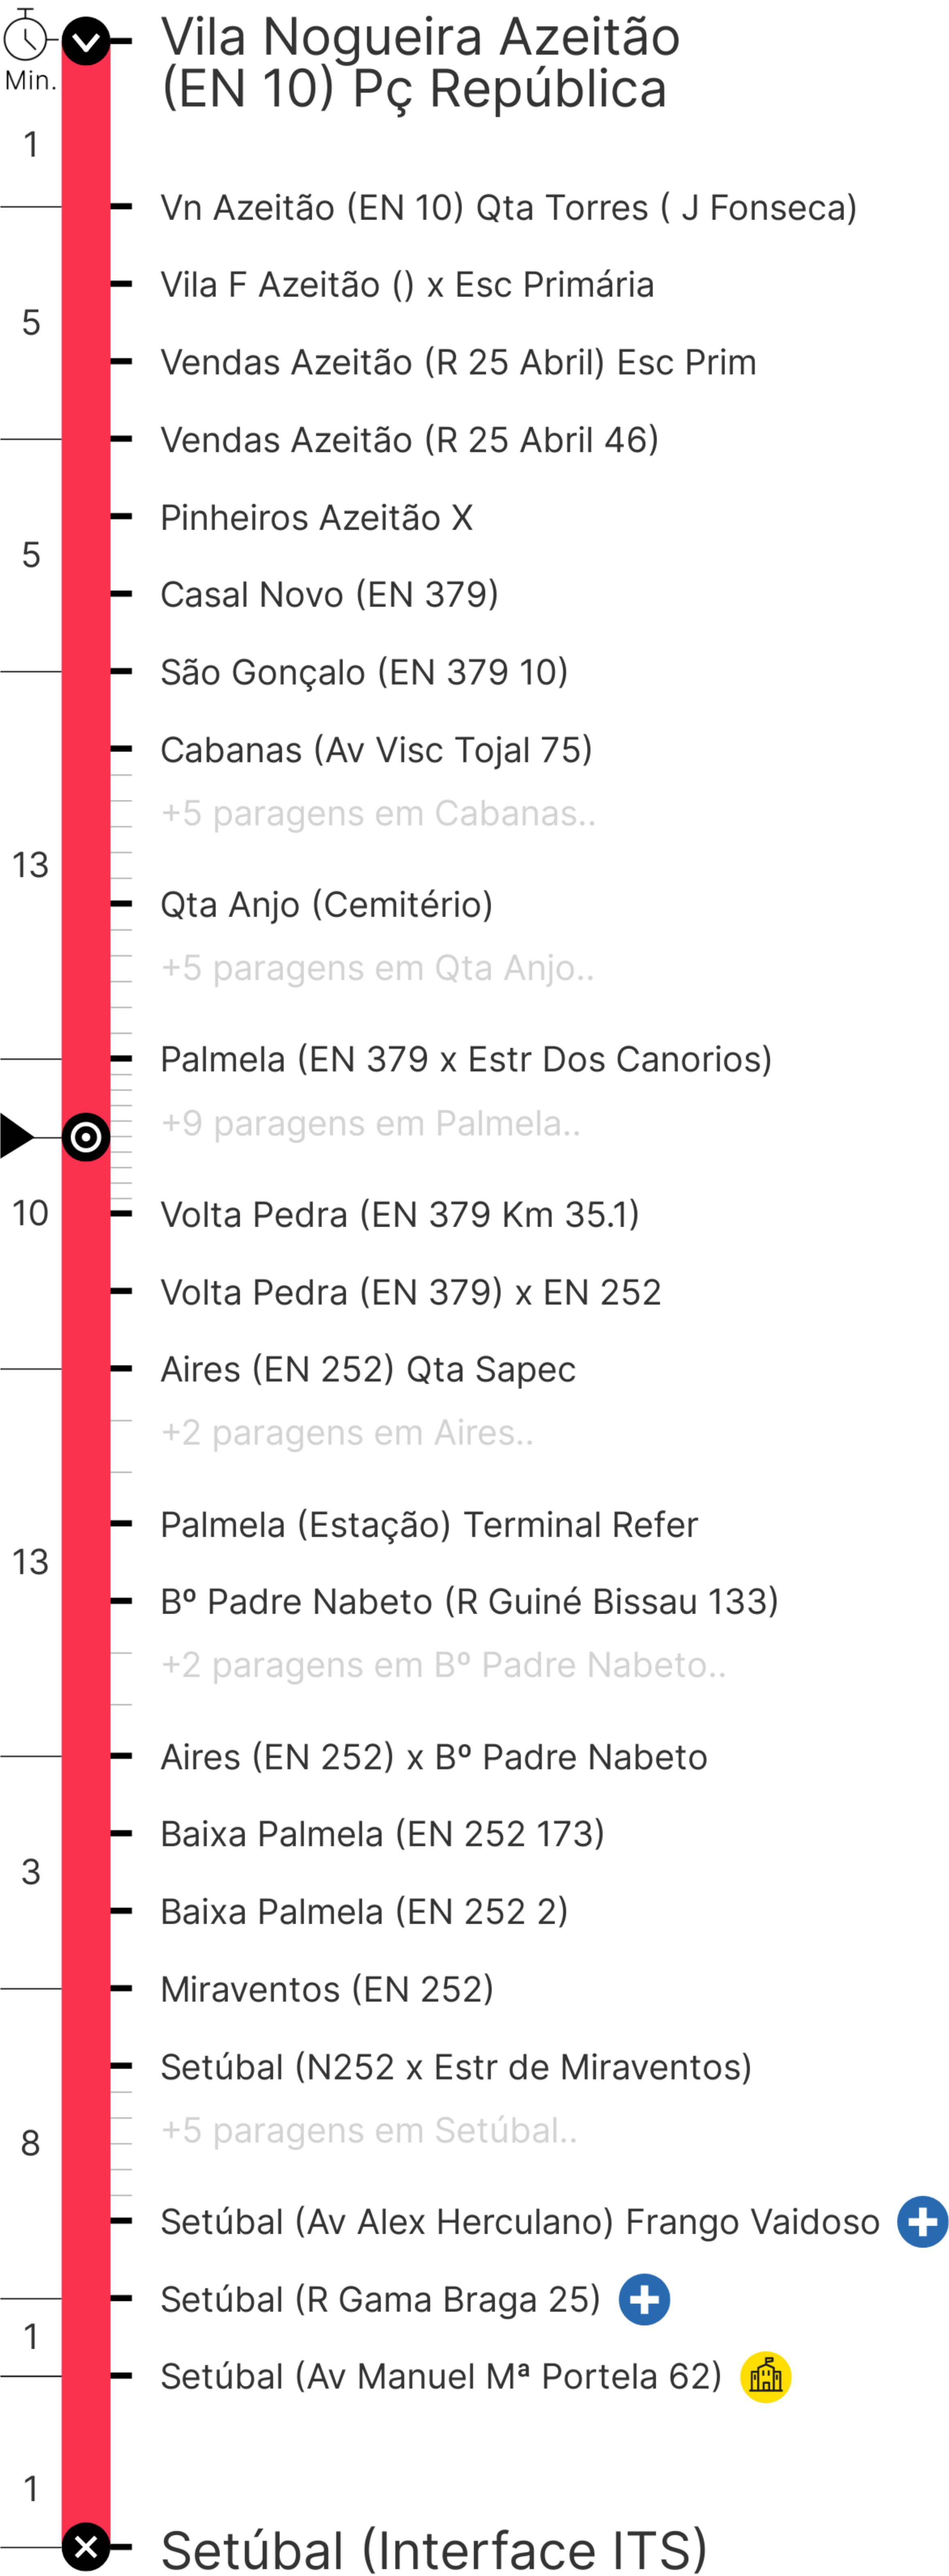 Vila Nogueira Azeitão
(EN 10) Pç República
Min.
1
Vn Azeitão (EN 10) Qta Torres ( J Fonseca)
Vila F Azeitão () x Esc Primária
5
Vendas Azeitão (R 25 Abril) Esc Prim
Vendas Azeitão (R 25 Abril 46)
Pinheiros Azeitão X
5
Casal Novo (EN 379)
São Gonçalo (EN 379 10)
Cabanas (Av Visc Tojal 75)
+5 paragens em Cabanas..
13
Qta Anjo (Cemitério)
+5 paragens em Qta Anjo..
Palmela (EN 379 x Estr Dos Canorios)
+9 paragens em Palmela..
10
Volta Pedra (EN 379 Km 35.1)
Volta Pedra (EN 379) x EN 252
Aires (EN 252) Qta Sapec
+2 paragens em Aires..
Palmela (Estação) Terminal Refer
13
Bº Padre Nabeto (R Guiné Bissau 133)
+2 paragens em Bº Padre Nabeto..
Aires (EN 252) x Bº Padre Nabeto
Baixa Palmela (EN 252 173)
3
Baixa Palmela (EN 252 2)
Miraventos (EN 252)
Setúbal (N252 x Estr de Miraventos)
+5 paragens em Setúbal..
8
Setúbal (Av Alex Herculano) Frango Vaidoso
Setúbal (R Gama Braga 25)
1
Setúbal (Av Manuel Mª Portela 62)
1
Setúbal (Interface ITS)